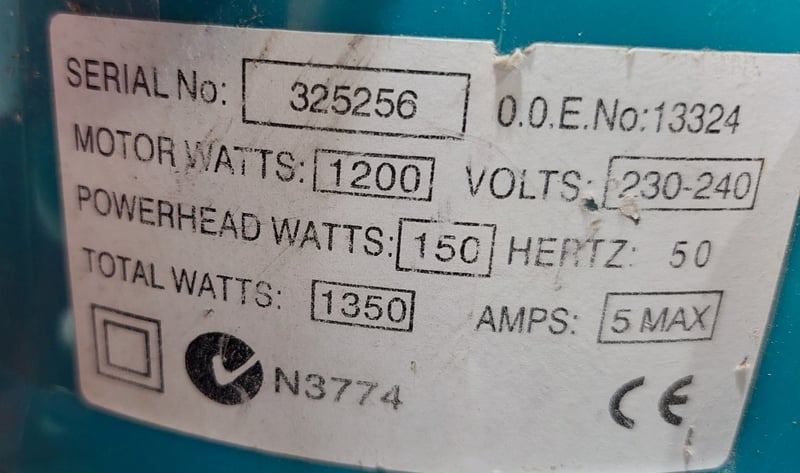 SERIAL No: 325256 O.O.E.No:13324
MOTOR WATTS: 1200 VOLTS: 230-240
POWERHEAD WATTS: 150 HERTZ: 50
TOTAL WATTS: 1350 AMPS: 5 MAX
N3774 CE